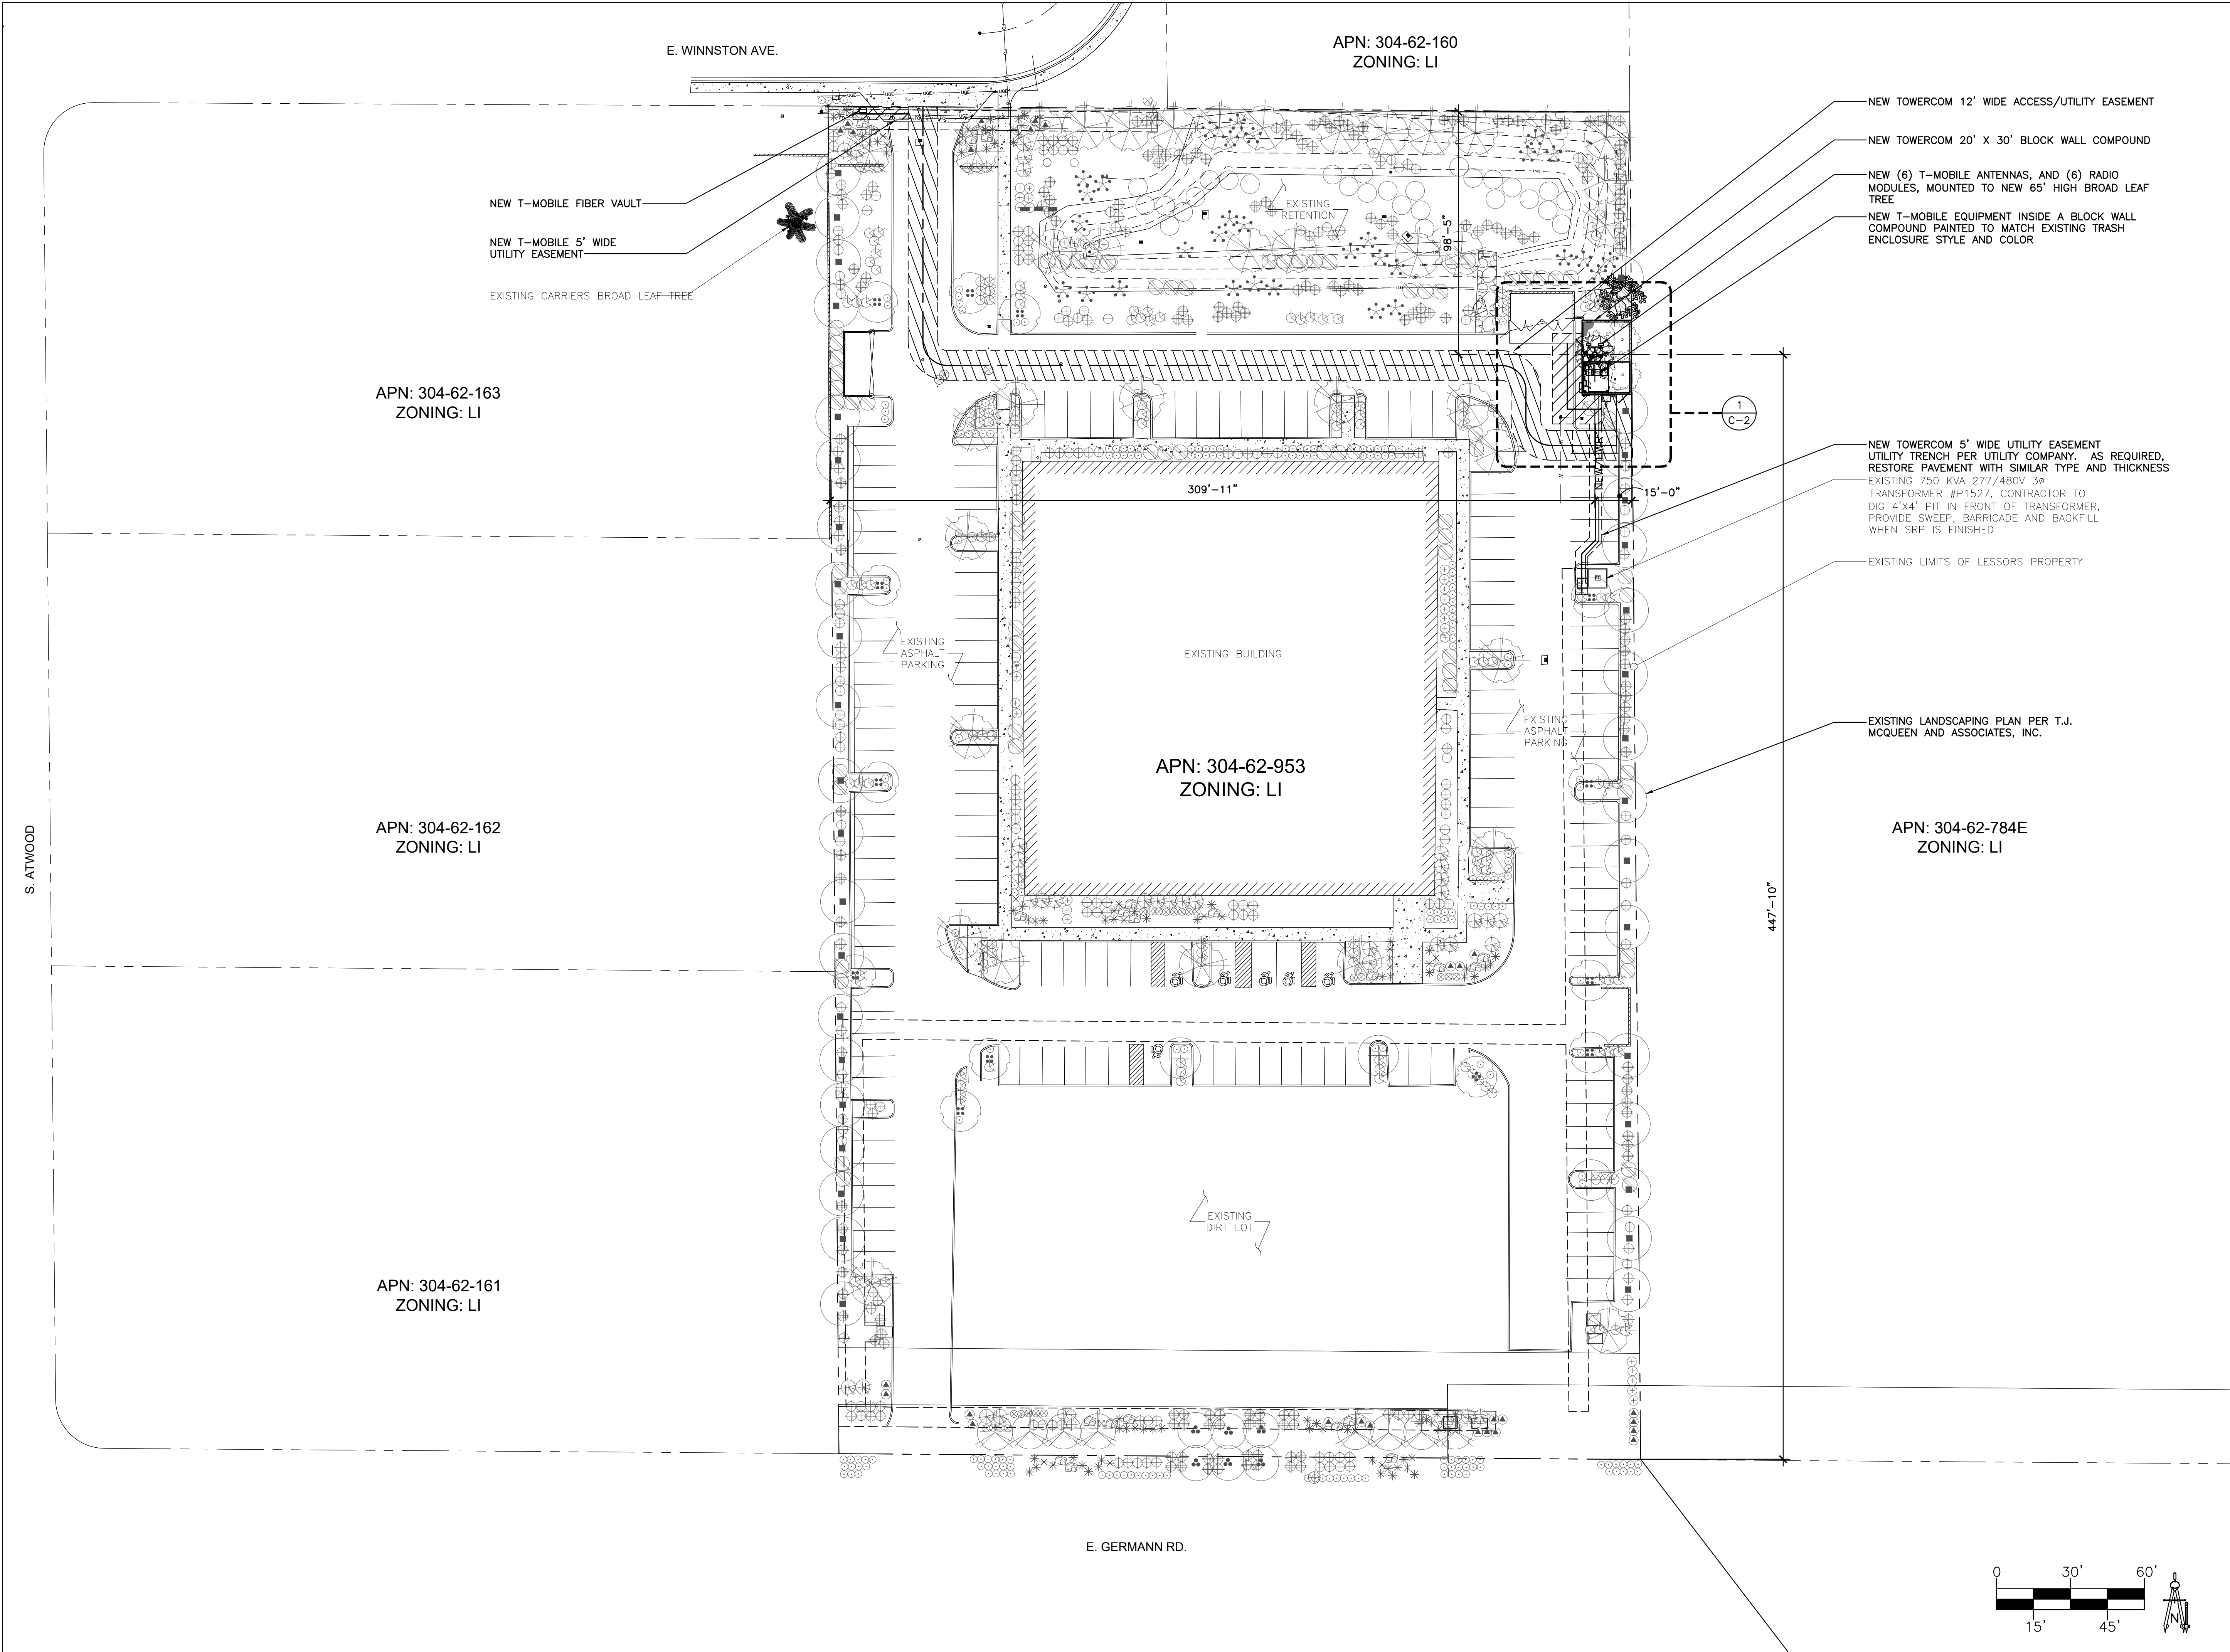 E. WINNSTON AVE.
APN: 304-62-160
ZONING: LI
NEW TOWERCOM 12' WIDE ACCESS/UTILITY EASEMENT
NEW TOWERCOM 20' X 30' BLOCK WALL COMPOUND
NEW (6) T-MOBILE ANTENNAS, AND (6) RADIO
MODULES, MOUNTED TO NEW 65' HIGH BROAD LEAF
TREE
NEW T-MOBILE EQUIPMENT INSIDE A BLOCK WALL
COMPOUND PAINTED TO MATCH EXISTING TRASH
ENCLOSURE STYLE AND COLOR
NEW T-MOBILE FIBER VAULT
NEW T-MOBILE 5' WIDE
UTILITY EASEMENT
EXISTING CARRIERS BROAD LEAF TREE
EXISTING
RETENTION
98'-5"
APN: 304-62-163
ZONING: LI
1
C-2
NEW TOWERCOM 5' WIDE UTILITY EASEMENT
UTILITY TRENCH PER UTILITY COMPANY. AS REQUIRED,
RESTORE PAVEMENT WITH SIMILAR TYPE AND THICKNESS
EXISTING 750 KVA 277/480V 3ø
TRANSFORMER #P1527, CONTRACTOR TO
DIG 4'X4' PIT IN FRONT OF TRANSFORMER,
PROVIDE SWEEP, BARRICADE AND BACKFILL
WHEN SRP IS FINISHED
EXISTING LIMITS OF LESSORS PROPERTY
309'-11"
15'-0"
EXISTING
ASPHALT
PARKING
EXISTING BUILDING
EXISTING
ASPHALT
PARKING
EXISTING LANDSCAPING PLAN PER T.J.
MCQUEEN AND ASSOCIATES, INC.
APN: 304-62-953
ZONING: LI
S. ATWOOD
APN: 304-62-162
ZONING: LI
APN: 304-62-784E
ZONING: LI
447'-10"
EXISTING
DIRT LOT
APN: 304-62-161
ZONING: LI
E. GERMANN RD.
0 30' 60'
15' 45'
N